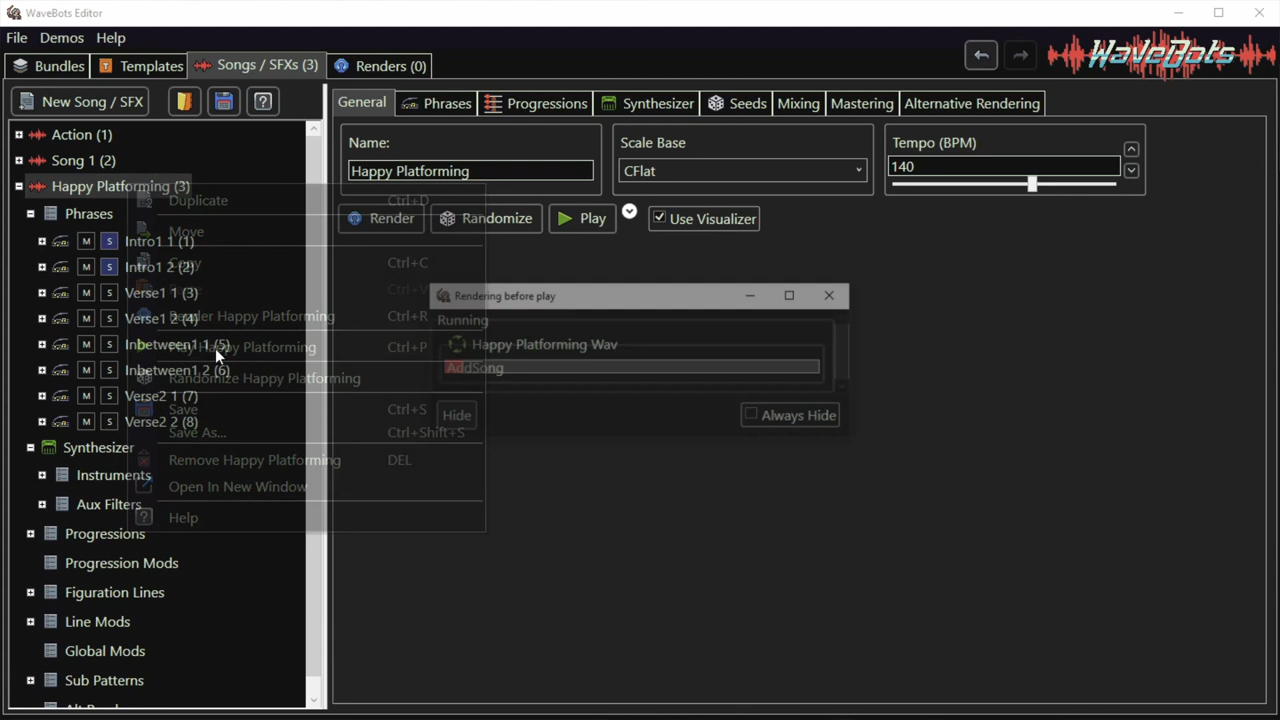 WaveBots Editor
File Demos Help
Bundles Templates Songs / SFXs (3) Renders (0)
WaveBots
New Song / SFX
General Phrases Progressions Synthesizer Seeds Mixing Mastering Alternative Rendering
Action (1)
Song 1 (2)
Happy Platforming (3)
Phrases
M S Intro1 1 (1)
M S Intro1 2 (2)
M S Verse1 1 (3)
M S Verse1 2 (4)
M S Inbetween1 1 (5)
M S Inbetween1 2 (6)
M S Verse2 1 (7)
M S Verse2 2 (8)
Synthesizer
Instruments
Aux Filters
Progressions
Progression Mods
Figuration Lines
Line Mods
Global Mods
Sub Patterns
Name:
Happy Platforming
Scale Base
CFlat
Tempo (BPM)
140
Render Randomize Play Use Visualizer
Duplicate Ctrl+D
Move
Copy Ctrl+C
Ctrl+V
Render Happy Platforming Ctrl+R
Play Happy Platforming Ctrl+P
Randomize Happy Platforming
Save Ctrl+S
Save As... Ctrl+Shift+S
Remove Happy Platforming DEL
Open In New Window
Help
Rendering before play
Running
Happy Platforming Wav
AddSong
Hide Always Hide